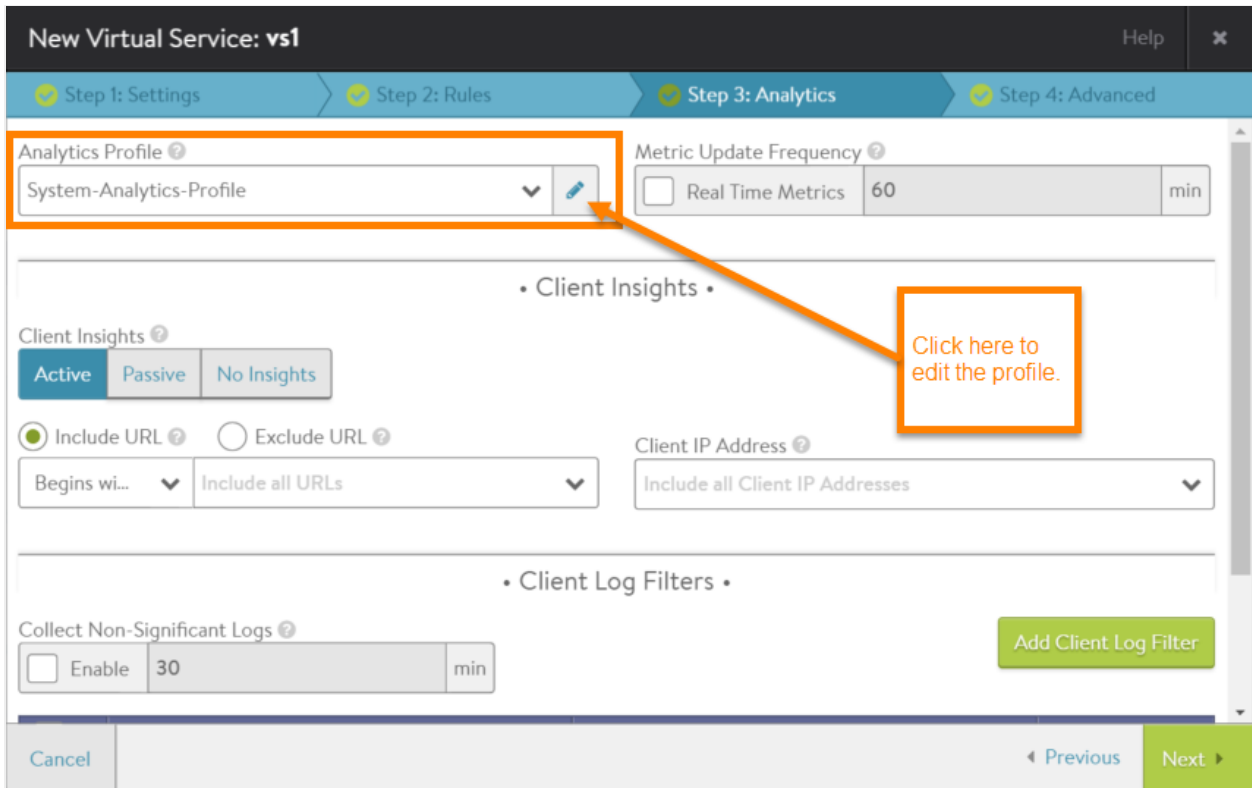 New Virtual Service: vs1
Help
Step 1: Settings
Step 2: Rules
Step 3: Analytics
Step 4: Advanced
Analytics Profile
System-Analytics-Profile
Metric Update Frequency
Real Time Metrics
60
min
• Client Insights •
Client Insights
Active
Passive
No Insights
Click here to
edit the profile.
Include URL
Exclude URL
Begins wi...
Include all URLs
Client IP Address
Include all Client IP Addresses
• Client Log Filters •
Collect Non-Significant Logs
Enable
30
min
Add Client Log Filter
Cancel
Previous
Next